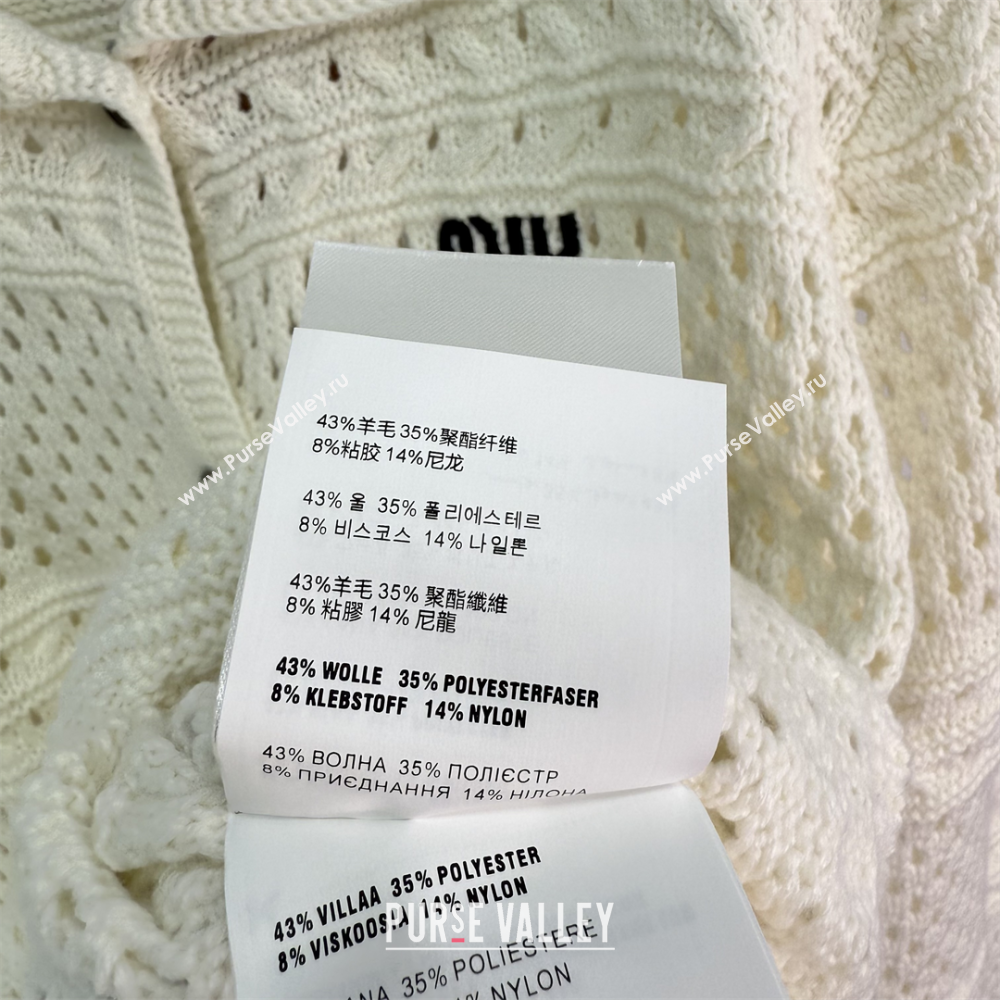 43%羊毛 35%聚酯纤维
8%粘胶 14%尼龙
43% 울 35% 폴리에스테르
8% 비스코스 14% 나일론
43%羊毛 35% 聚酯纖維
8% 粘膠 14% 尼龍
43% WOLLE 35% POLYESTERFASER
8% KLEBSTOFF 14% NYLON
43% ВОЛНА 35% ПОЛІЄСТР
8% ПРИЄДНАННЯ 14% НІЛОНА
43% VILLAA 35% POLYESTER
8% VISKOOSIA 14% NYLON
35% POLIESTERE
NYLON
www.PurseValley.ru
www.PurseValley.ru
PURSE VALLEY